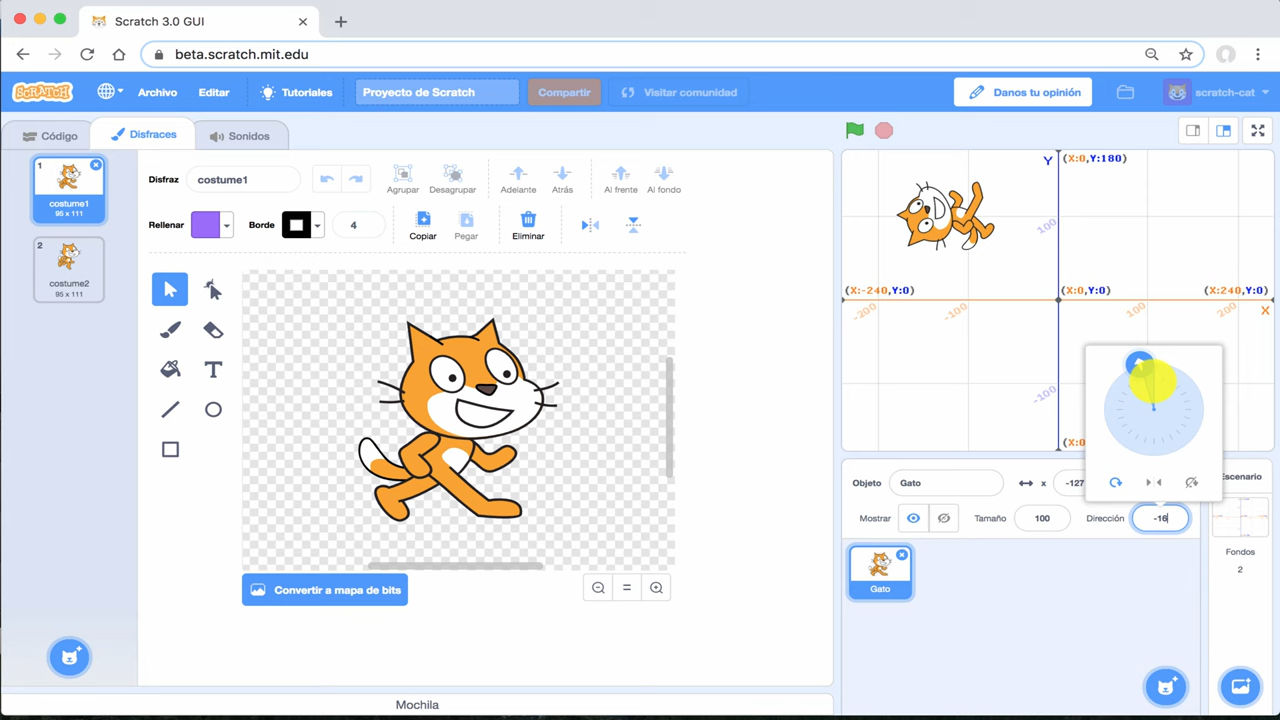 Scratch 3.0 GUI
beta.scratch.mit.edu
SCRATCH
Archivo
Editar
Tutoriales
Proyecto de Scratch
Compartir
Visitar comunidad
Danos tu opinión
scratch-cat
Código
Disfraces
Sonidos
1
costume1
95 x 111
2
costume2
95 x 111
Disfraz
costume1
Agrupar
Desagrupar
Adelante
Atrás
Al frente
Al fondo
Rellenar
Borde
4
Copiar
Pegar
Eliminar
T
Convertir a mapa de bits
Mochila
Y
(X:0,Y:180)
100
(X:-240,Y:0)
(X:0,Y:0)
(X:240,Y:0)
-200
-100
100
200
X
-100
(X:0
Objeto
Gato
x
-127
Mostrar
Tamaño
100
Dirección
-16
Gato
Escenario
Fondos
2